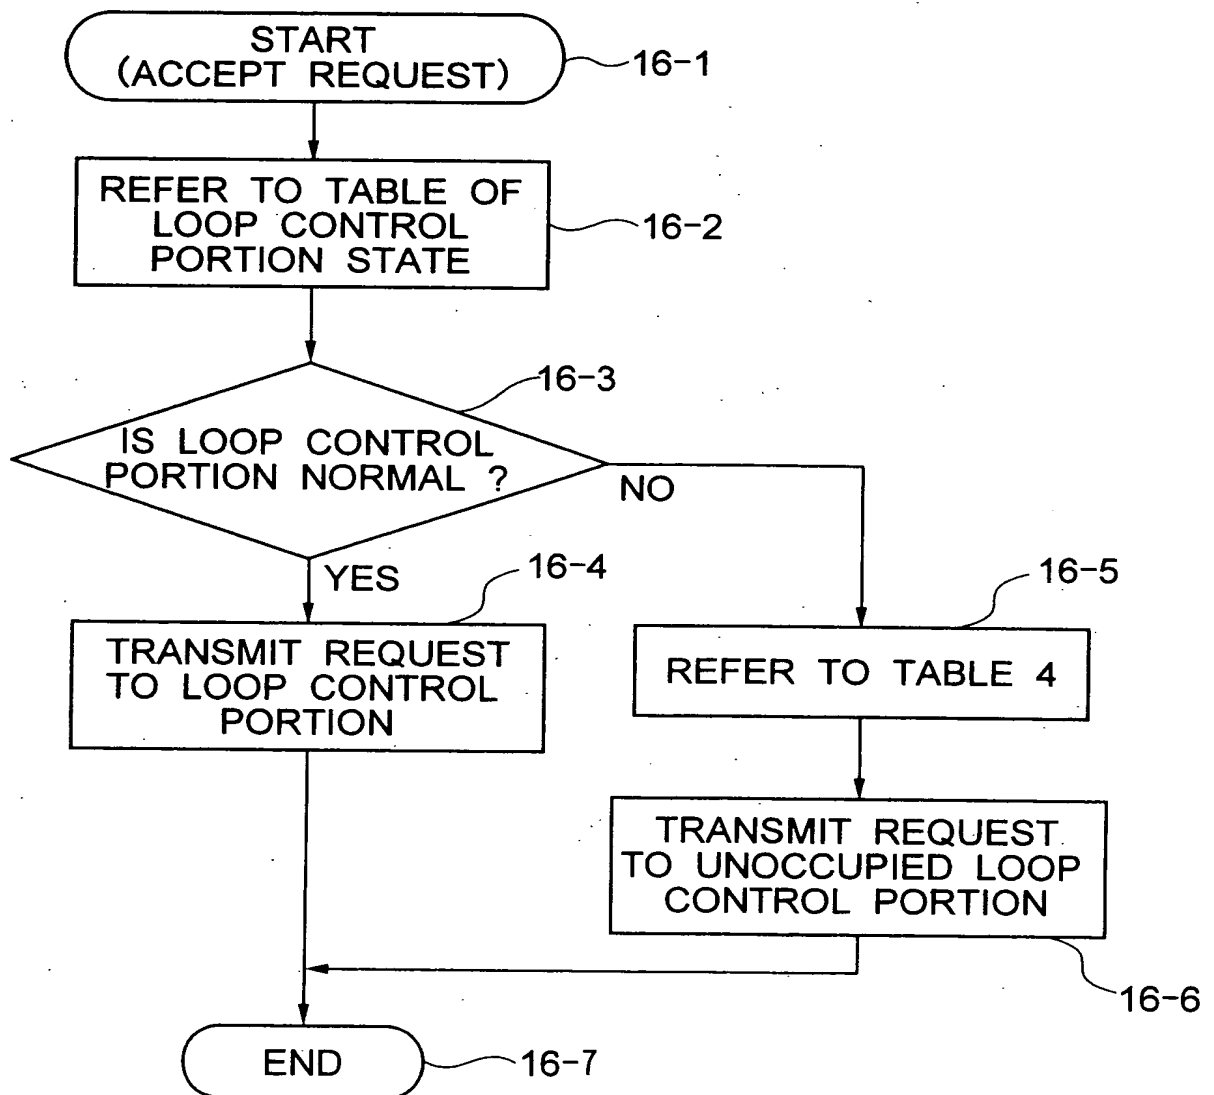 START
(ACCEPT REQUEST)
16-1
REFER TO TABLE OF
LOOP CONTROL
PORTION STATE
16-2
16-3
IS LOOP CONTROL
PORTION NORMAL ?
NO
YES
16-4
TRANSMIT REQUEST
TO LOOP CONTROL
PORTION
16-5
REFER TO TABLE 4
TRANSMIT REQUEST
TO UNOCCUPIED LOOP
CONTROL PORTION
16-6
END
16-7